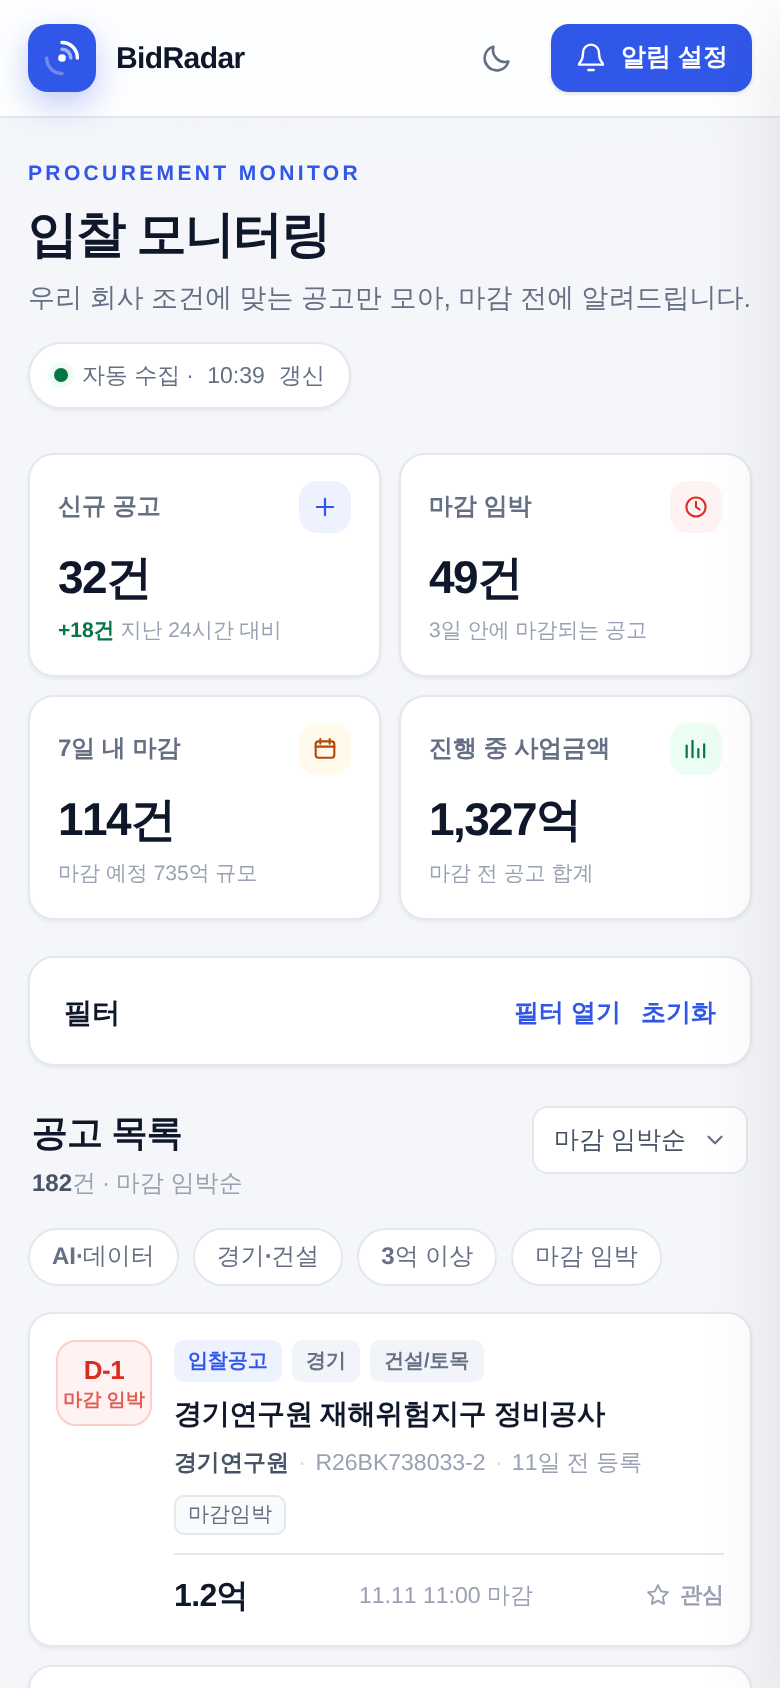 BidRadar
알림 설정
PROCUREMENT MONITOR
입찰 모니터링
우리 회사 조건에 맞는 공고만 모아, 마감 전에 알려드립니다.
자동 수집 · 10:39 갱신
신규 공고
32건
+18건 지난 24시간 대비
마감 임박
49건
3일 안에 마감되는 공고
7일 내 마감
114건
마감 예정 735억 규모
진행 중 사업금액
1,327억
마감 전 공고 합계
필터
필터 열기 초기화
공고 목록
182건 · 마감 임박순
마감 임박순
AI·데이터
경기·건설
3억 이상
마감 임박
D-1
마감 임박
입찰공고 경기 건설/토목
경기연구원 재해위험지구 정비공사
경기연구원 · R26BK738033-2 · 11일 전 등록
마감임박
1.2억
11.11 11:00 마감
관심